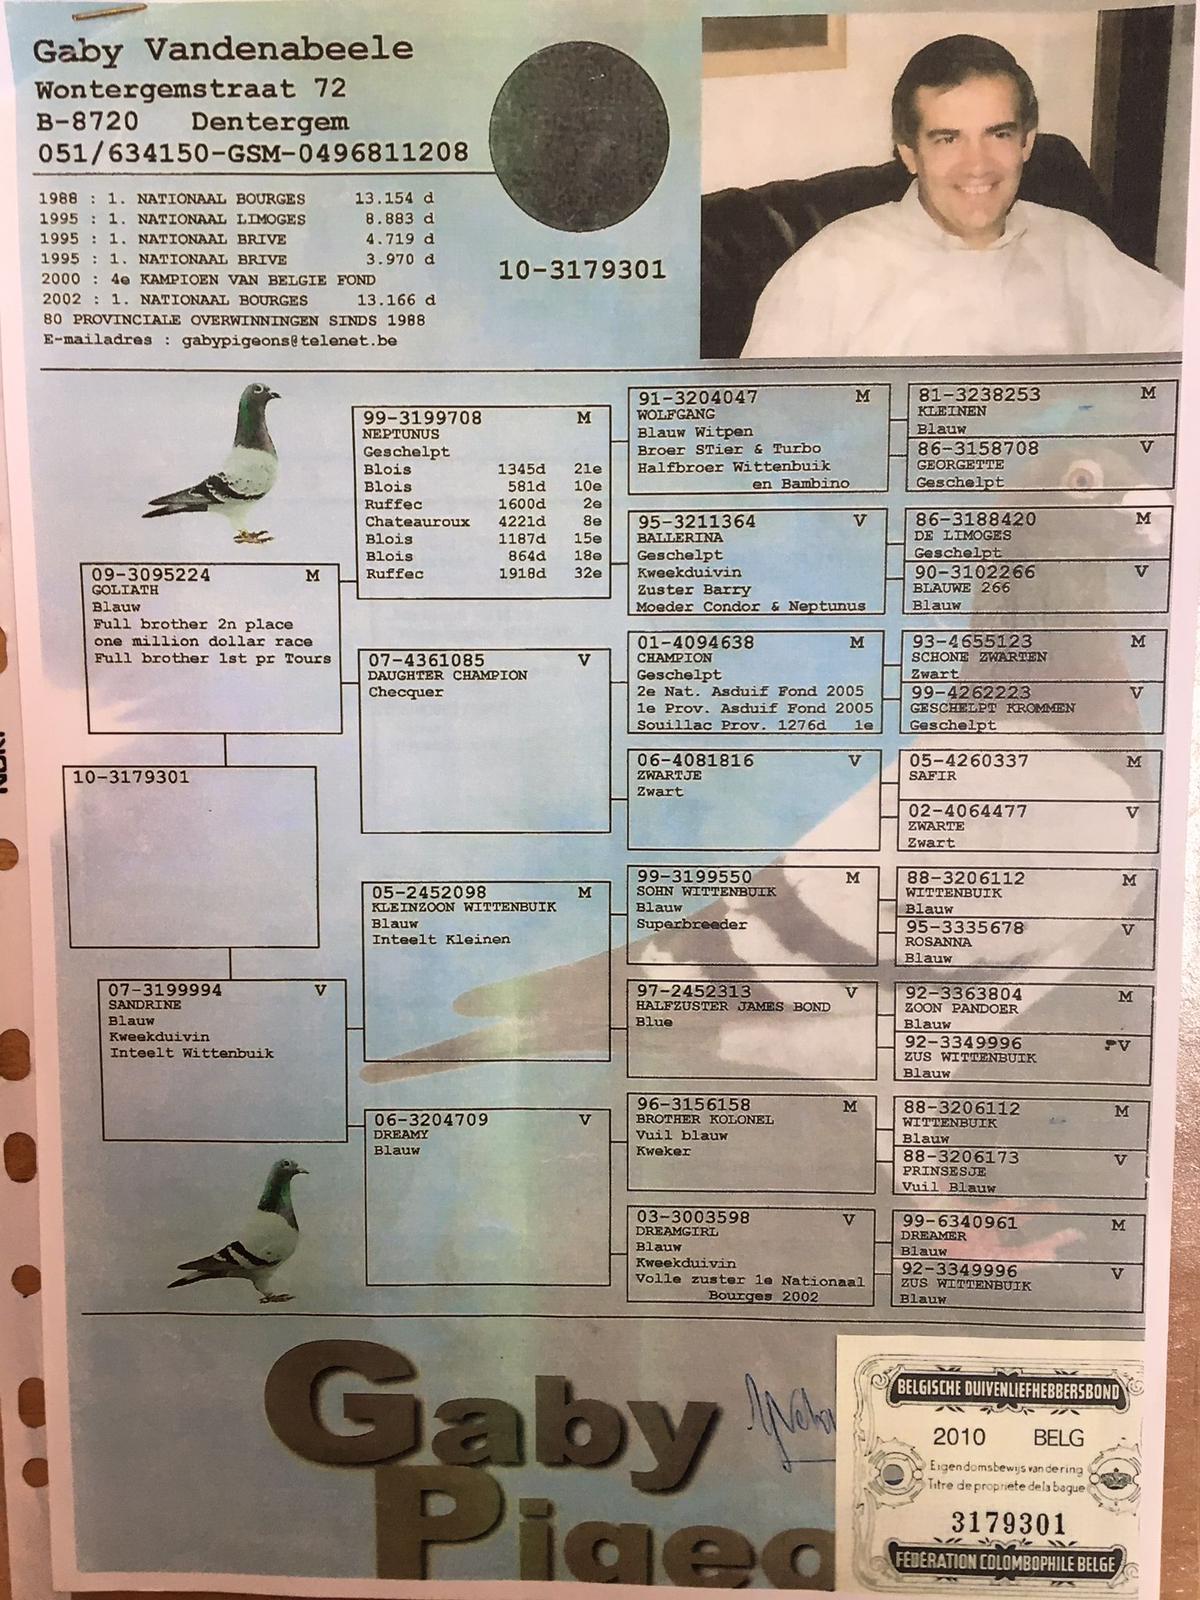 Gaby Vandenabeele
Wontergemstraat 72
B-8720 Dentergem
051/634150-GSM-0496811208
1988 : 1. NATIONAAL BOURGES 13.154 d
1995 : 1. NATIONAAL LIMOGES 8.883 d
1995 : 1. NATIONAAL BRIVE 4.719 d
1995 : 1. NATIONAAL BRIVE 3.970 d
2000 : 4e KAMPIOEN VAN BELGIE FOND
2002 : 1. NATIONAAL BOURGES 13.166 d
80 PROVINCIALE OVERWINNINGEN SINDS 1988
E-mailadres : gabypigeons@telenet.be
10-3179301
10-3179301
09-3095224 M
GOLIATH
Blauw
Full brother 2n place
one million dollar race
Full brother 1st pr Tours
07-3199994 V
SANDRINE
Blauw
Kweekduivin
Inteelt Wittenbuik
99-3199708 M
NEPTUNUS
Geschelpt
Blois 1345d 21e
Blois 581d 10e
Ruffec 1600d 2e
Chateauroux 4221d 8e
Blois 1187d 15e
Blois 864d 18e
Ruffec 1918d 32e
07-4361085 V
DAUGHTER CHAMPION
Checquer
05-2452098 M
KLEINZOON WITTENBUIK
Blauw
Inteelt Kleinen
06-3204709 V
DREAMY
Blauw
91-3204047 M
WOLFGANG
Blauw Witpen
Broer STier & Turbo
Halfbroer Wittenbuik
en Bambino
95-3211364 V
BALLERINA
Geschelpt
Kweekduivin
Zuster Barry
Moeder Condor & Neptunus
01-4094638 M
CHAMPION
Geschelpt
2e Nat. Asduif Fond 2005
1e Prov. Asduif Fond 2005
Souillac Prov. 1276d 1e
06-4081816 V
ZWARTJE
Zwart
99-3199550 M
SOHN WITTENBUIK
Blauw
Superbreeder
97-2452313 V
HALFZUSTER JAMES BOND
Blue
96-3156158 M
BROTHER KOLONEL
Vuil blauw
Kweker
03-3003598 V
DREAMGIRL
Blauw
Kweekduivin
Volle zuster 1e Nationaal
Bourges 2002
81-3238253 M
KLEINEN
Blauw
86-3158708 V
GEORGETTE
Geschelpt
86-3188420 M
DE LIMOGES
Geschelpt
90-3102266 V
BLAUWE 266
Blauw
93-4655123 M
SCHONE ZWARTEN
Zwart
99-4262223 V
GESCHELPT KROMMEN
Geschelpt
05-4260337 M
SAFIR
02-4064477 V
ZWARTE
Zwart
88-3206112 M
WITTENBUIK
Blauw
95-3335678 V
ROSANNA
Blauw
92-3363804 M
ZOON PANDOER
Blauw
92-3349996 V
ZUS WITTENBUIK
Blauw
88-3206112 M
WITTENBUIK
Blauw
88-3206173 V
PRINSESJE
Vuil Blauw
99-6340961 M
DREAMER
Blauw
92-3349996 V
ZUS WITTENBUIK
Blauw
Gaby
Pigeo
BELGISCHE DUIVENLIEFHEBBERSBOND
2010 BELG
Eigendomsbewijs van de ring
Titre de propriete de la bague
3179301
FÉDÉRATION COLOMBOPHILE BELGE